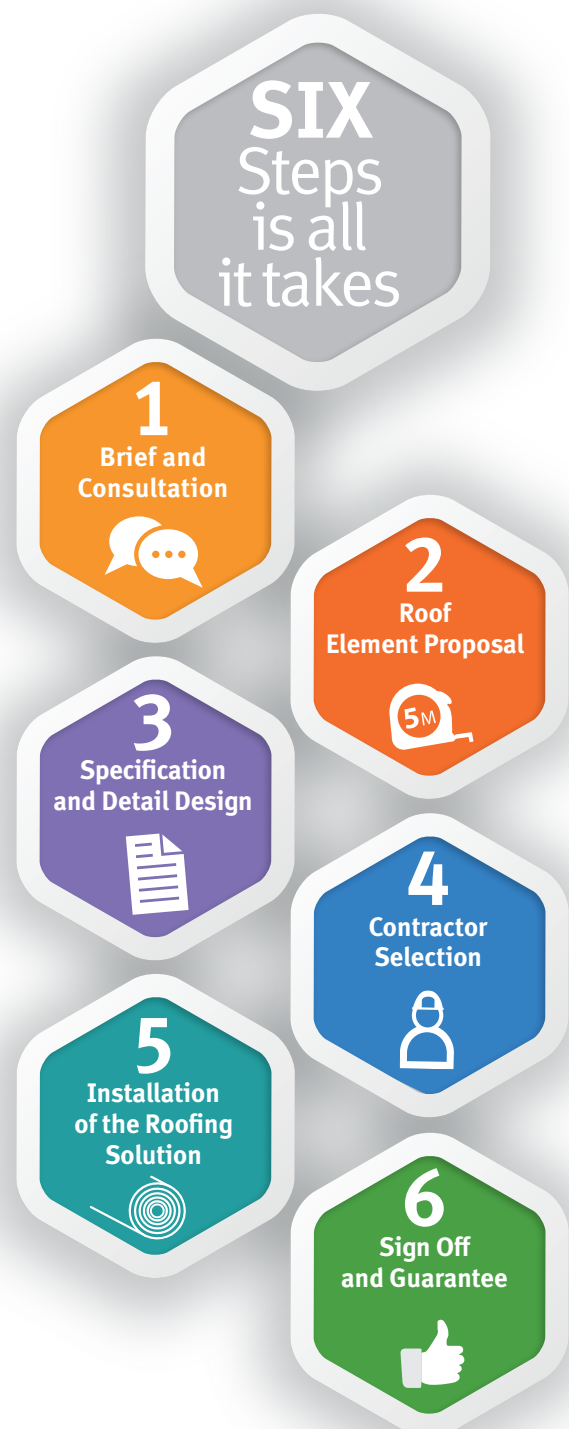 SIX
Steps
is all
it takes
1
Brief and
Consultation
2
Roof
Element Proposal
5M
3
Specification
and Detail Design
4
Contractor
Selection
5
Installation
of the Roofing
Solution
6
Sign Off
and Guarantee